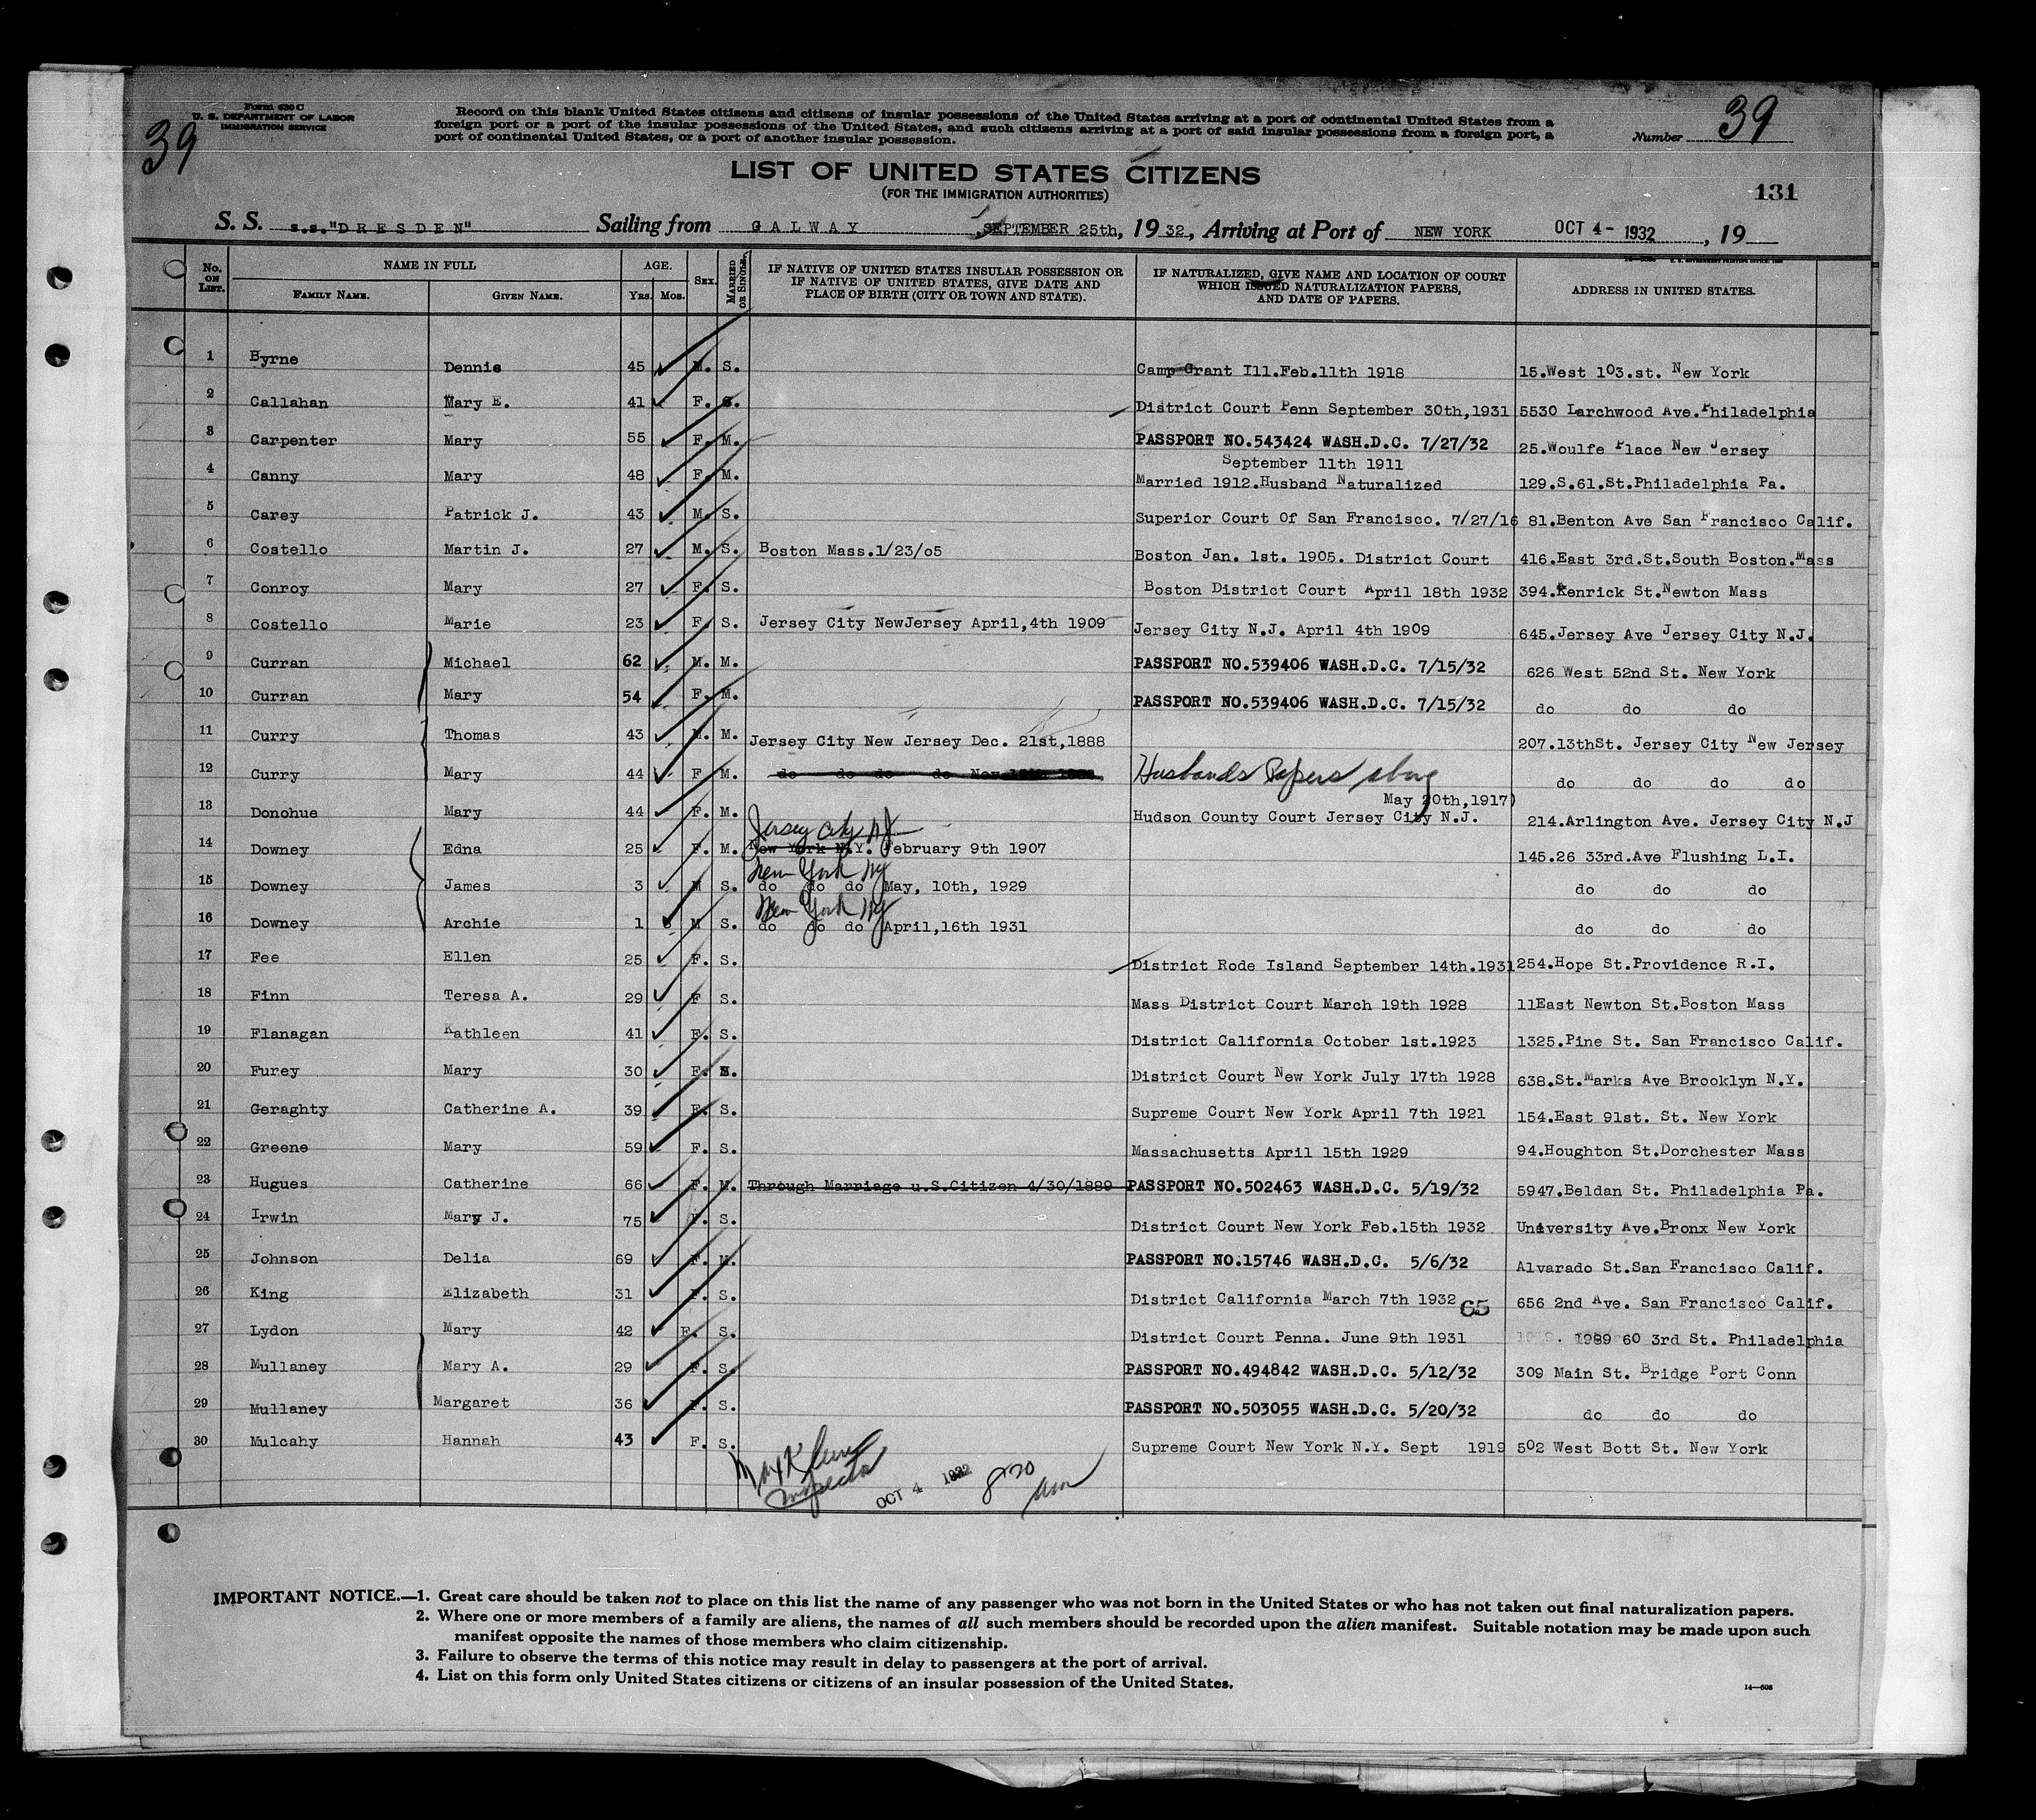 Form 630 C
U. S. DEPARTMENT OF LABOR
IMMIGRATION SERVICE
39
Record on this blank United States citizens and citizens of insular possessions of the United States arriving at a port of continental United States from a
foreign port or a port of the insular possessions of the United States, and such citizens arriving at a port of said insular possessions from a foreign port, a
port of continental United States, or a port of another insular possession.
Number 39
LIST OF UNITED STATES CITIZENS
(FOR THE IMMIGRATION AUTHORITIES)
131
S. S. s.s."DRESDEN" Sailing from GALWAY, SEPTEMBER 25th, 1932, Arriving at Port of NEW YORK OCT 4 - 1932, 19
No. ON LIST. NAME IN FULL FAMILY NAME. GIVEN NAME. AGE. YRS. MOS. SEX. MARRIED OR SINGLE. IF NATIVE OF UNITED STATES INSULAR POSSESSION OR IF NATIVE OF UNITED STATES, GIVE DATE AND PLACE OF BIRTH (CITY OR TOWN AND STATE). IF NATURALIZED, GIVE NAME AND LOCATION OF COURT WHICH ISSUED NATURALIZATION PAPERS, AND DATE OF PAPERS. ADDRESS IN UNITED STATES.
1 Byrne Dennis 45 M. S. Camp Grant Ill.Feb.11th 1918 15.West 103.st. New York
2 Callahan Mary E. 41 F. S. District Court Penn September 30th,1931 5530 Larchwood Ave.Philadelphia
3 Carpenter Mary 55 F. M. PASSPORT NO.543424 WASH.D.C. 7/27/32 25.Woulfe Place New Jersey
September 11th 1911
4 Canny Mary 48 F. M. Married 1912.Husband Naturalized 129.S.61.St.Philadelphia Pa.
5 Carey Patrick J. 43 M. S. Superior Court Of San Francisco. 7/27/16 81.Benton Ave San Francisco Calif.
6 Costello Martin J. 27 M. S. Boston Mass.1/23/05 Boston Jan. 1st. 1905. District Court 416.East 3rd.St.South Boston.Mass
7 Conroy Mary 27 F. S. Boston District Court April 18th 1932 394.Kenrick St.Newton Mass
8 Costello Marie 23 F. S. Jersey City NewJersey April,4th 1909 Jersey City N.J. April 4th 1909 645.Jersey Ave Jersey City N.J.
9 Curran Michael 62 M. M. PASSPORT NO.539406 WASH.D.C. 7/15/32 626 West 52nd St. New York
10 Curran Mary 54 F. M. PASSPORT NO.539406 WASH.D.C. 7/15/32 do do do
11 Curry Thomas 43 M. M. Jersey City New Jersey Dec. 21st,1888 207.13thSt. Jersey City New Jersey
12 Curry Mary 44 F M. do do do do Nov Husbands Papers above do do do do
May 20th,1917)
13 Donohue Mary 44 F. M. Hudson County Court Jersey City N.J. 214.Arlington Ave. Jersey City N.J
Jersey city NJ
14 Downey Edna 25 F. M. New York N.Y. February 9th 1907 145.26 33rd.Ave Flushing L.I.
New York NY
15 Downey James 3 M S. do do do May, 10th, 1929 do do do
New York NY
16 Downey Archie 1 M S. do do do April,16th 1931 do do do
17 Fee Ellen 25 F. S. District Rode Island September 14th.1931 254.Hope St.Providence R.I.
18 Finn Teresa A. 29 F S. Mass District Court March 19th 1928 11East Newton St.Boston Mass
19 Flanagan Kathleen 41 F. S. District California October 1st.1923 1325.Pine St. San Francisco Calif.
20 Furey Mary 30 F. S. District Court New York July 17th 1928 638.St.Marks Ave Brooklyn N.Y.
21 Geraghty Catherine A. 39 F. S. Supreme Court New York April 7th 1921 154.East 91st. St. New York
22 Greene Mary 59 F. S. Massachusetts April 15th 1929 94.Houghton St.Dorchester Mass
23 Hugues Catherine 66 F. M. Through Marriage u.S.Citizen 4/30/1889 PASSPORT NO.502463 WASH.D.C. 5/19/32 5947.Beldan St. Philadelphia Pa.
24 Irwin Mary J. 75 F. S. District Court New York Feb.15th 1932 University Ave.Bronx New York
25 Johnson Delia 69 F. M. PASSPORT NO.15746 WASH.D.C. 5/6/32 Alvarado St.San Francisco Calif.
26 King Elizabeth 31 F. S. District California March 7th 1932 65 656 2nd Ave. San Francisco Calif.
27 Lydon Mary 42 F. S. District Court Penna. June 9th 1931 1989 60 3rd St. Philadelphia
28 Mullaney Mary A. 29 F. S. PASSPORT NO.494842 WASH.D.C. 5/12/32 309 Main St. Bridge Port Conn
29 Mullaney Margaret 36 F. S. PASSPORT NO.503055 WASH.D.C. 5/20/32 do do do
30 Mulcahy Hannah 43 F. S. Supreme Court New York N.Y. Sept 1919 502 West Bott St. New York
Inspector OCT 4 1932 820 am
IMPORTANT NOTICE.—1. Great care should be taken not to place on this list the name of any passenger who was not born in the United States or who has not taken out final naturalization papers.
2. Where one or more members of a family are aliens, the names of all such members should be recorded upon the alien manifest. Suitable notation may be made upon such
manifest opposite the names of those members who claim citizenship.
3. Failure to observe the terms of this notice may result in delay to passengers at the port of arrival.
4. List on this form only United States citizens or citizens of an insular possession of the United States.
14—608